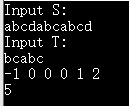 Input S:
abcdabcabcd
Input T:
bcabc
-1 0 0 0 1 2
5